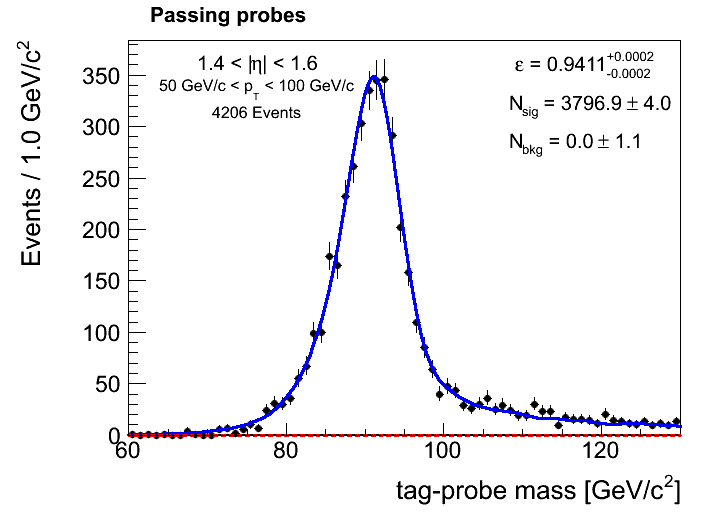 Passing probes
1.4 < |η| < 1.6
50 GeV/c < p_T < 100 GeV/c
4206 Events
ε = 0.9411 +0.0002 -0.0002
N_sig = 3796.9 ± 4.0
N_bkg = 0.0 ± 1.1
Events / 1.0 GeV/c²
350
300
250
200
150
100
50
0
60 80 100 120
tag-probe mass [GeV/c²]